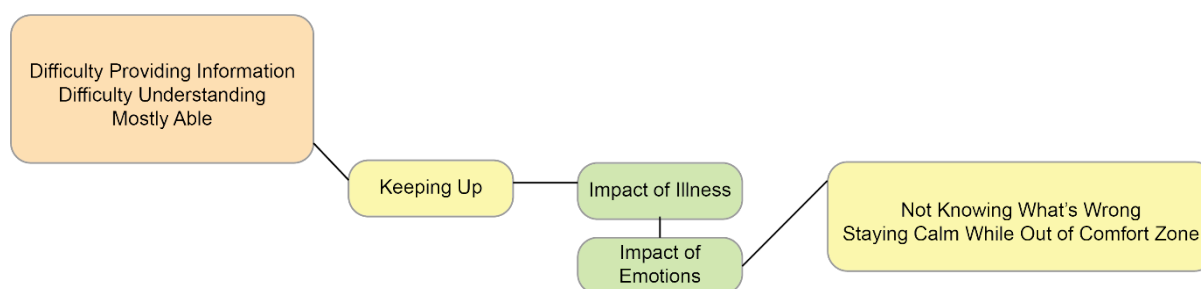 Difficulty Providing Information
Difficulty Understanding
Mostly Able
Keeping Up
Impact of Illness
Impact of
Emotions
Not Knowing What’s Wrong
Staying Calm While Out of Comfort Zone